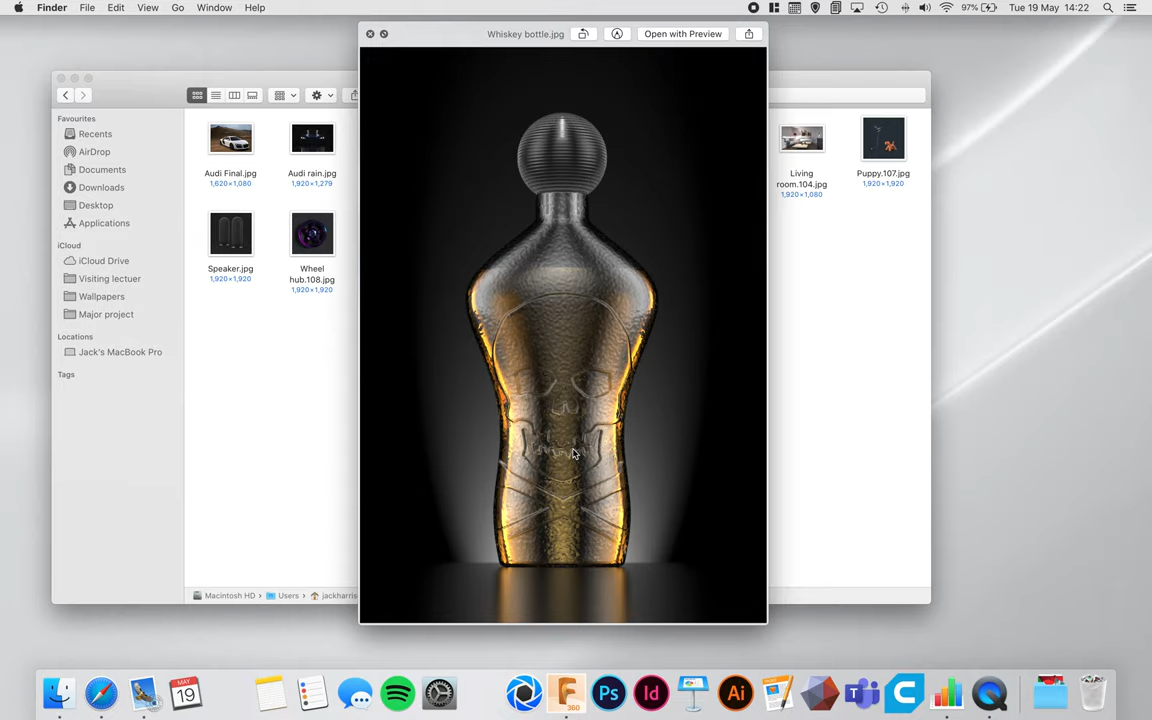 Finder File Edit View Go Window Help
97% Tue 19 May 14:22
Whiskey bottle.jpg Open with Preview
Favourites
Recents
AirDrop
Documents
Downloads
Desktop
Applications
iCloud
iCloud Drive
Visiting lectuer
Wallpapers
Major project
Locations
Jack's MacBook Pro
Tags
Audi Final.jpg
1,620×1,080
Audi rain.jpg
1,920×1,279
Living
room.104.jpg
1,920×1,080
Puppy.107.jpg
1,920×1,920
Speaker.jpg
1,920×1,920
Wheel
hub.108.jpg
1,920×1,920
Macintosh HD › Users › jackharris
MAY
19
F
360
Ps
Id
Ai
T
C